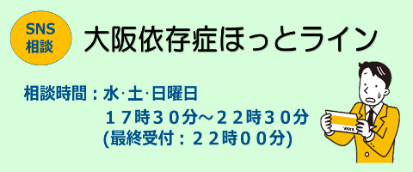 SNS
相談
大阪依存症ほっとライン
相談時間：水･土･日曜日
１７時３０分～２２時３０分
(最終受付：２２時００分)